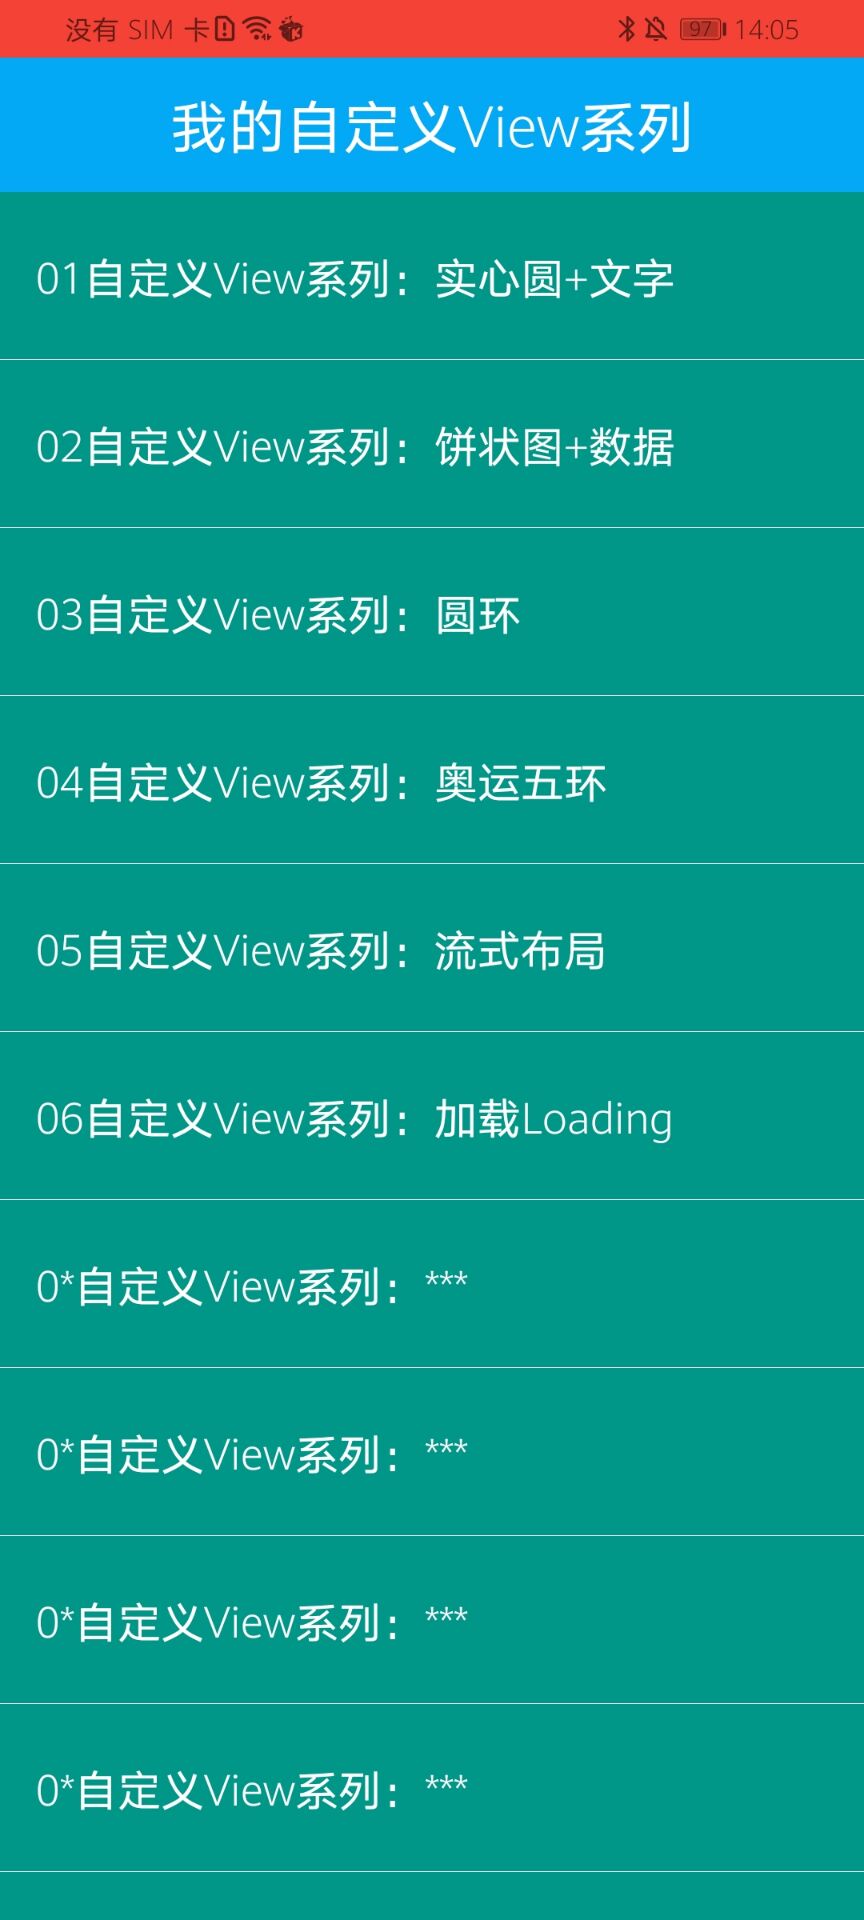 没有 SIM 卡 97 14:05
我的自定义View系列
01自定义View系列：实心圆+文字
02自定义View系列：饼状图+数据
03自定义View系列：圆环
04自定义View系列：奥运五环
05自定义View系列：流式布局
06自定义View系列：加载Loading
0*自定义View系列：***
0*自定义View系列：***
0*自定义View系列：***
0*自定义View系列：***